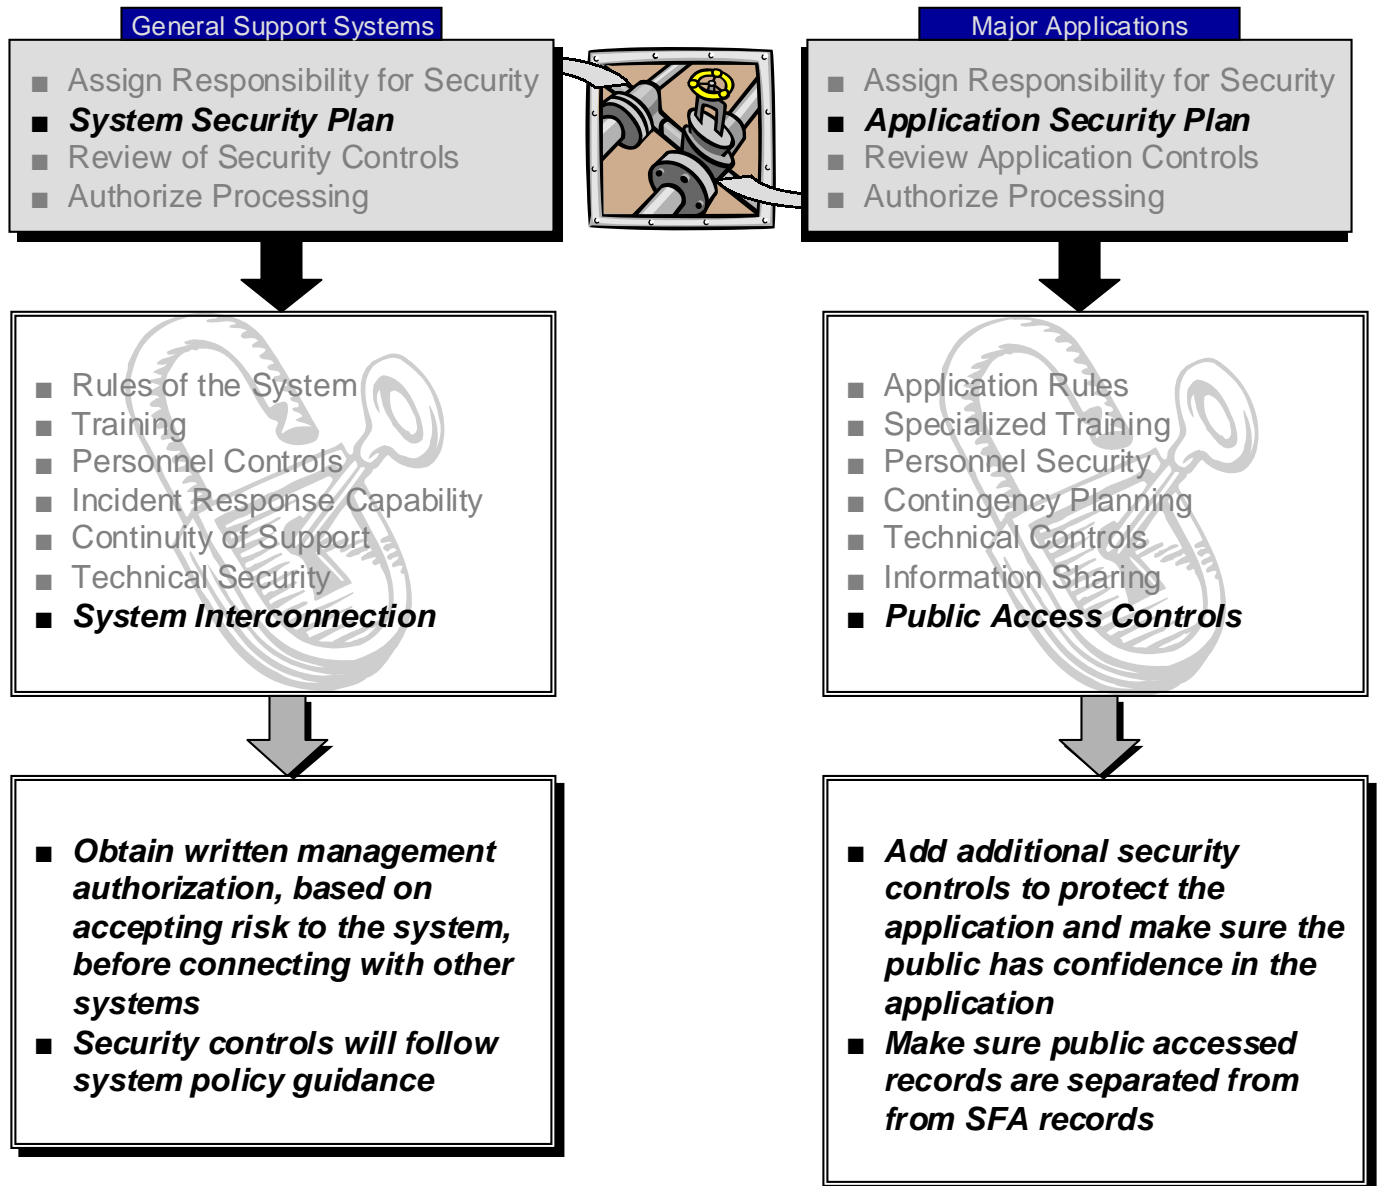 General Support Systems
■ Assign Responsibility for Security
■ System Security Plan
■ Review of Security Controls
■ Authorize Processing
■ Rules of the System
■ Training
■ Personnel Controls
■ Incident Response Capability
■ Continuity of Support
■ Technical Security
■ System Interconnection
■ Obtain written management
authorization, based on
accepting risk to the system,
before connecting with other
systems
■ Security controls will follow
system policy guidance
Major Applications
■ Assign Responsibility for Security
■ Application Security Plan
■ Review Application Controls
■ Authorize Processing
■ Application Rules
■ Specialized Training
■ Personnel Security
■ Contingency Planning
■ Technical Controls
■ Information Sharing
■ Public Access Controls
■ Add additional security
controls to protect the
application and make sure the
public has confidence in the
application
■ Make sure public accessed
records are separated from
from SFA records